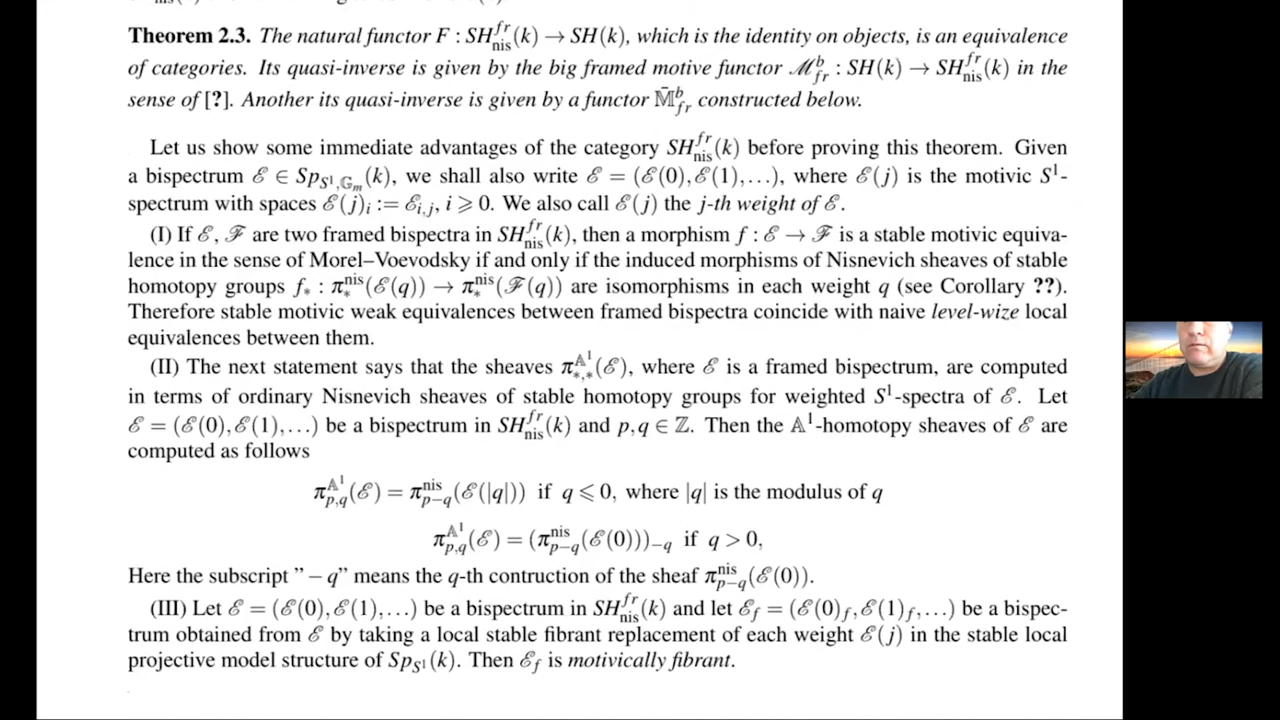 Theorem 2.3. The natural functor F : SH^{fr}_{nis}(k) → SH(k), which is the identity on objects, is an equivalence
of categories. Its quasi-inverse is given by the big framed motive functor ℳ^b_{fr} : SH(k) → SH^{fr}_{nis}(k) in the
sense of [?]. Another its quasi-inverse is given by a functor \bar{𝕄}^b_{fr} constructed below.
Let us show some immediate advantages of the category SH^{fr}_{nis}(k) before proving this theorem. Given
a bispectrum ℰ ∈ Sp_{S^1,𝔾_m}(k), we shall also write ℰ = (ℰ(0),ℰ(1),...), where ℰ(j) is the motivic S^1-
spectrum with spaces ℰ(j)_i := ℰ_{i,j}, i ⩾ 0. We also call ℰ(j) the j-th weight of ℰ.
(I) If ℰ, ℱ are two framed bispectra in SH^{fr}_{nis}(k), then a morphism f : ℰ → ℱ is a stable motivic equiva-
lence in the sense of Morel–Voevodsky if and only if the induced morphisms of Nisnevich sheaves of stable
homotopy groups f_* : π^{nis}_*(ℰ(q)) → π^{nis}_*(ℱ(q)) are isomorphisms in each weight q (see Corollary ??).
Therefore stable motivic weak equivalences between framed bispectra coincide with naive level-wize local
equivalences between them.
(II) The next statement says that the sheaves π^{𝔸^1}_{*,*}(ℰ), where ℰ is a framed bispectrum, are computed
in terms of ordinary Nisnevich sheaves of stable homotopy groups for weighted S^1-spectra of ℰ. Let
ℰ = (ℰ(0),ℰ(1),...) be a bispectrum in SH^{fr}_{nis}(k) and p,q ∈ ℤ. Then the 𝔸^1-homotopy sheaves of ℰ are
computed as follows
π^{𝔸^1}_{p,q}(ℰ) = π^{nis}_{p−q}(ℰ(|q|)) if q ⩽ 0, where |q| is the modulus of q
π^{𝔸^1}_{p,q}(ℰ) = (π^{nis}_{p−q}(ℰ(0)))_{−q} if q > 0,
Here the subscript ” − q” means the q-th contruction of the sheaf π^{nis}_{p−q}(ℰ(0)).
(III) Let ℰ = (ℰ(0),ℰ(1),...) be a bispectrum in SH^{fr}_{nis}(k) and let ℰ_f = (ℰ(0)_f,ℰ(1)_f,...) be a bispec-
trum obtained from ℰ by taking a local stable fibrant replacement of each weight ℰ(j) in the stable local
projective model structure of Sp_{S^1}(k). Then ℰ_f is motivically fibrant.